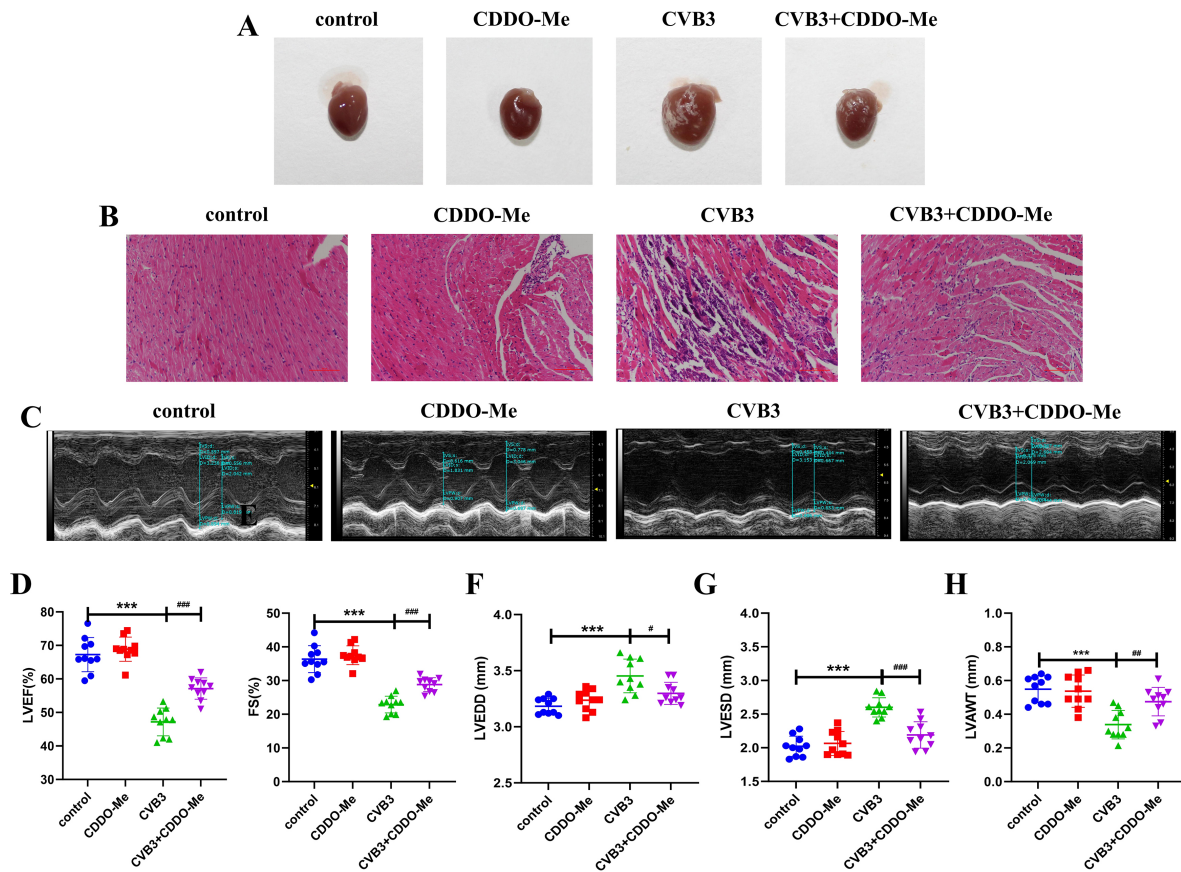 A
control
CDDO-Me
CVB3
CVB3+CDDO-Me
B
control
CDDO-Me
CVB3
CVB3+CDDO-Me
C
control
CDDO-Me
CVB3
CVB3+CDDO-Me
E
D
LVEF(%)
80
70
60
50
40
30
***
###
control
CDDO-Me
CVB3
CVB3+CDDO-Me
FS(%)
50
40
30
20
10
0
***
###
control
CDDO-Me
CVB3
CVB3+CDDO-Me
F
LVEDD (mm)
4.0
3.5
3.0
2.5
***
#
control
CDDO-Me
CVB3
CVB3+CDDO-Me
G
LVESD (mm)
4.0
3.5
3.0
2.5
2.0
1.5
***
###
control
CDDO-Me
CVB3
CVB3+CDDO-Me
H
LVAWT (mm)
1.0
0.8
0.6
0.4
0.2
0.0
***
##
control
CDDO-Me
CVB3
CVB3+CDDO-Me